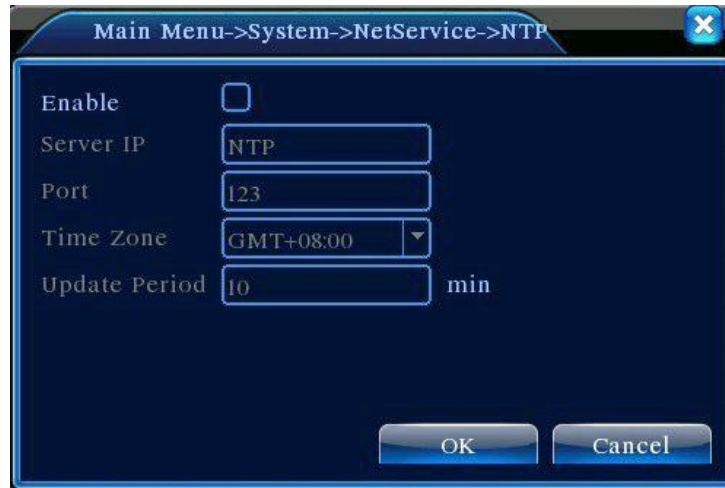 Main Menu->System->NetService->NTP
Enable
Server IP NTP
Port 123
Time Zone GMT+08:00
Update Period 10 min
OK Cancel